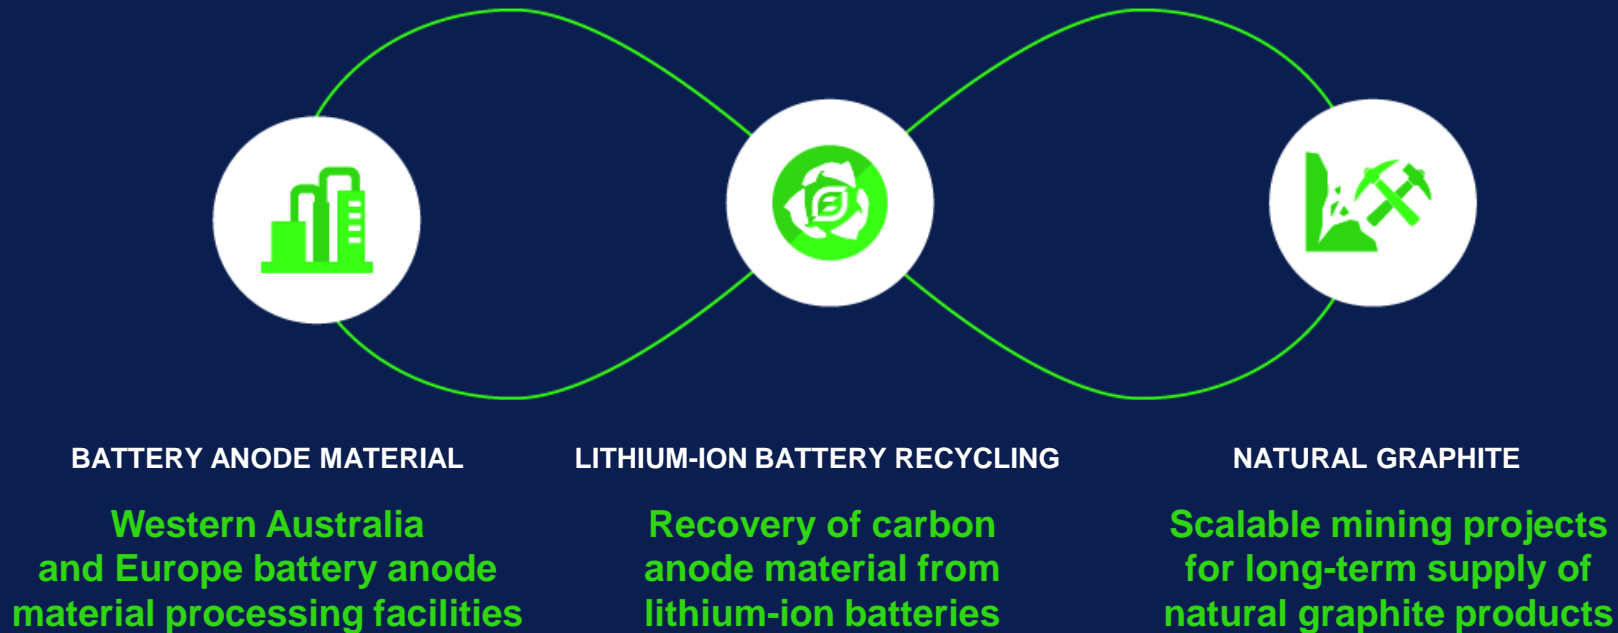 BATTERY ANODE MATERIAL
Western Australia
and Europe battery anode
material processing facilities
LITHIUM-ION BATTERY RECYCLING
Recovery of carbon
anode material from
lithium-ion batteries
NATURAL GRAPHITE
Scalable mining projects
for long-term supply of
natural graphite products